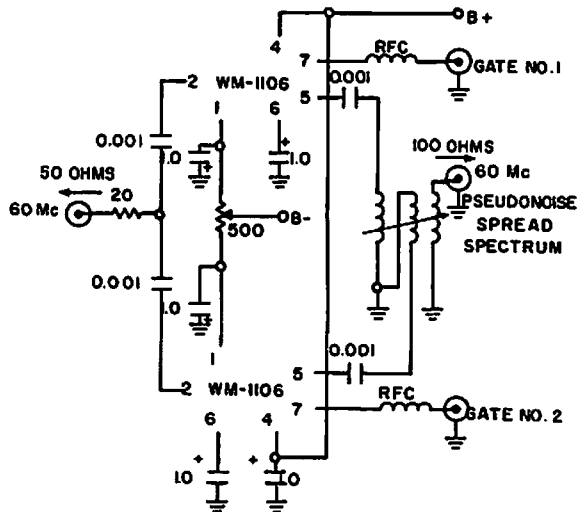 B+
4
7 RFC
GATE NO.1
2 WM-1106
5 0.001
1 6
0.001
1.0 +
+ 1.0
50 OHMS
20
60 Mc
100 OHMS
60 Mc
PSEUDONOISE
SPREAD
SPECTRUM
500
B-
0.001
1.0 +
1
0.001
5
2 WM-1106
7 RFC
GATE NO. 2
6 4
+ 1.0
+ 1.0